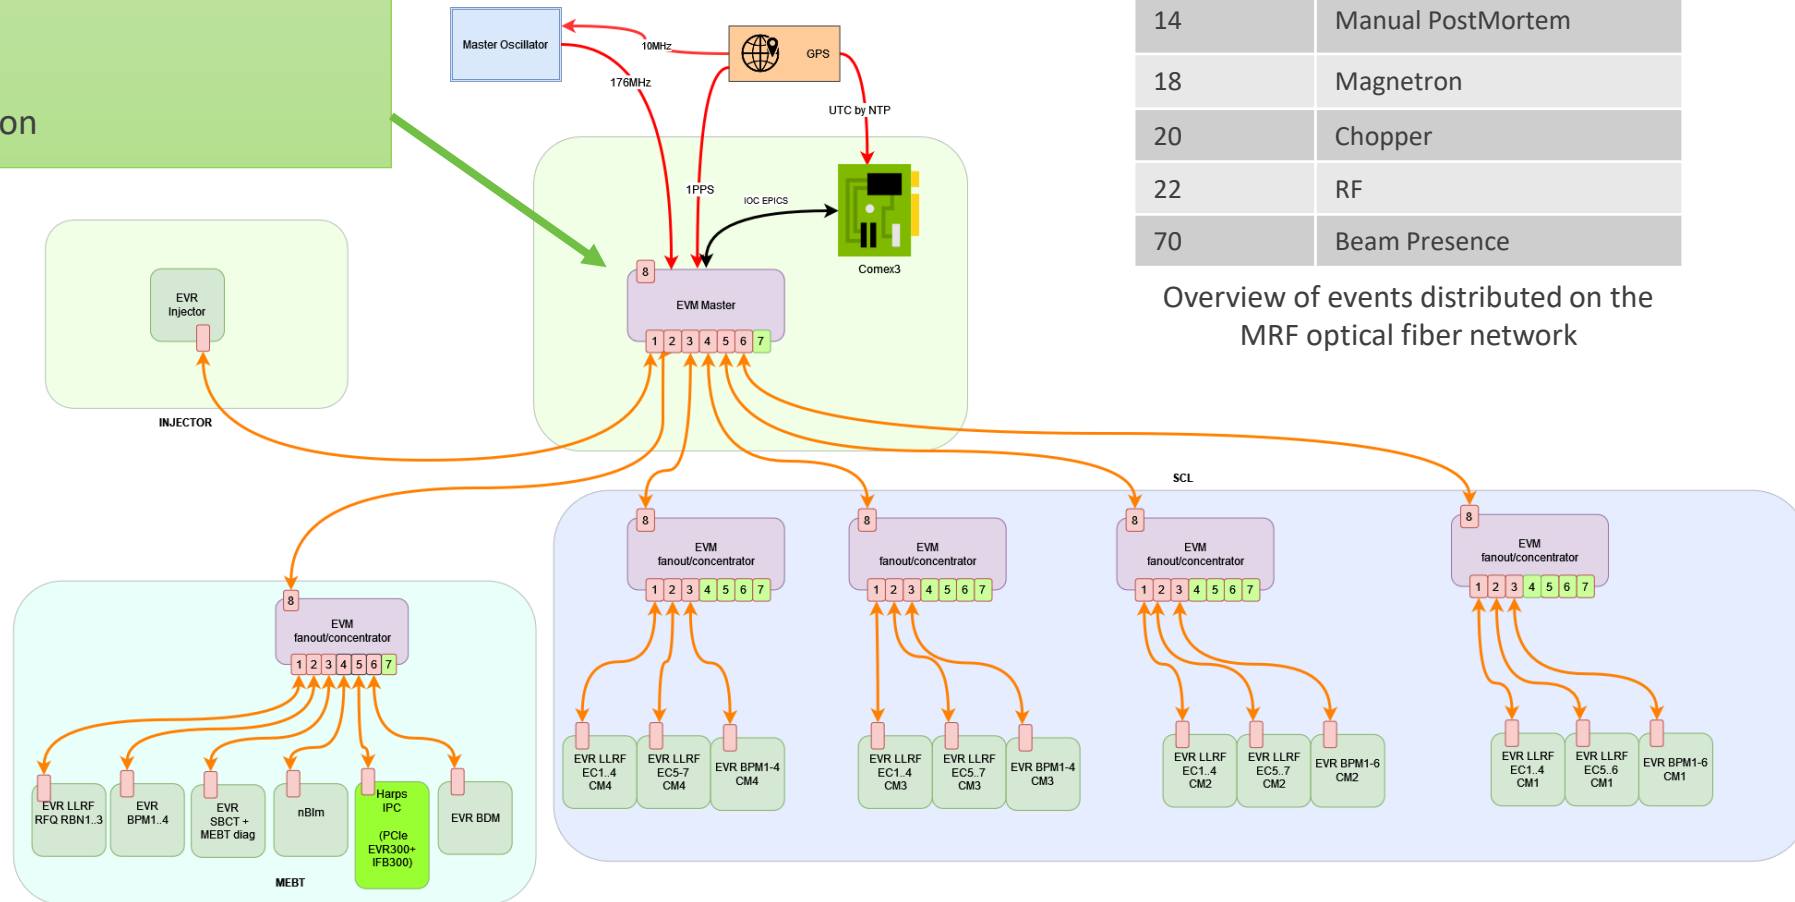 on
Master Oscillator
10MHz
GPS
176MHz
UTC by NTP
1PPS
IOC EPICS
Comex3
14 Manual PostMortem
18 Magnetron
20 Chopper
22 RF
70 Beam Presence
Overview of events distributed on the
MRF optical fiber network
8
EVM Master
1 2 3 4 5 6 7
EVR
Injector
INJECTOR
SCL
8
EVM
fanout/concentrator
1 2 3 4 5 6 7
8
EVM
fanout/concentrator
1 2 3 4 5 6 7
8
EVM
fanout/concentrator
1 2 3 4 5 6 7
8
EVM
fanout/concentrator
1 2 3 4 5 6 7
EVR LLRF
EC1..4
CM4
EVR LLRF
EC5-7
CM4
EVR BPM1-4
CM4
EVR LLRF
EC1..4
CM3
EVR LLRF
EC5..7
CM3
EVR BPM1-4
CM3
EVR LLRF
EC1..4
CM2
EVR LLRF
EC5..7
CM2
EVR BPM1-6
CM2
EVR LLRF
EC1..4
CM1
EVR LLRF
EC5..6
CM1
EVR BPM1-6
CM1
8
EVM
fanout/concentrator
1 2 3 4 5 6 7
EVR LLRF
RFQ RBN1..3
EVR
BPM1..4
EVR
SBCT +
MEBT diag
nBlm
Harps
IPC
(PCIe
EVR300+
IFB300)
EVR BDM
MEBT